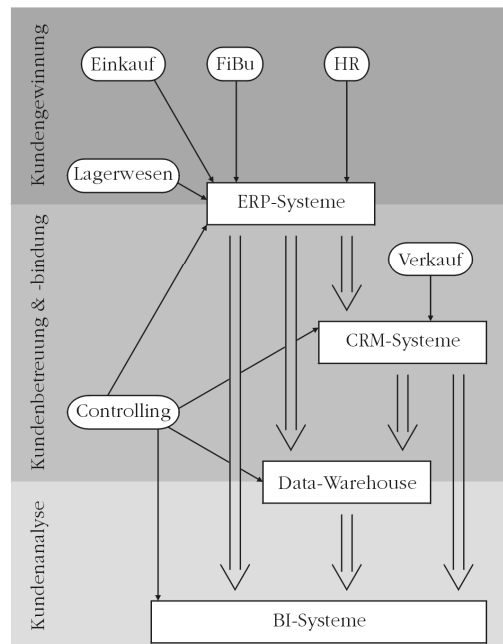 Kundengewinnung
Einkauf
FiBu
HR
Lagerwesen
ERP-Systeme
Kundenbetreuung & -bindung
Verkauf
CRM-Systeme
Controlling
Data-Warehouse
Kundenanalyse
BI-Systeme